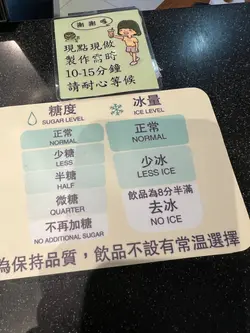 謝謝喔
現點現做
製作需時
10-15分鐘
請耐心等候
糖度
SUGAR LEVEL
正常
NORMAL
少糖
LESS
半糖
HALF
微糖
QUARTER
不再加糖
NO ADDITIONAL SUGAR
冰量
ICE LEVEL
正常
NORMAL
少冰
LESS ICE
飲品為8分半滿
去冰
NO ICE
為保持品質，飲品不設有常溫選擇